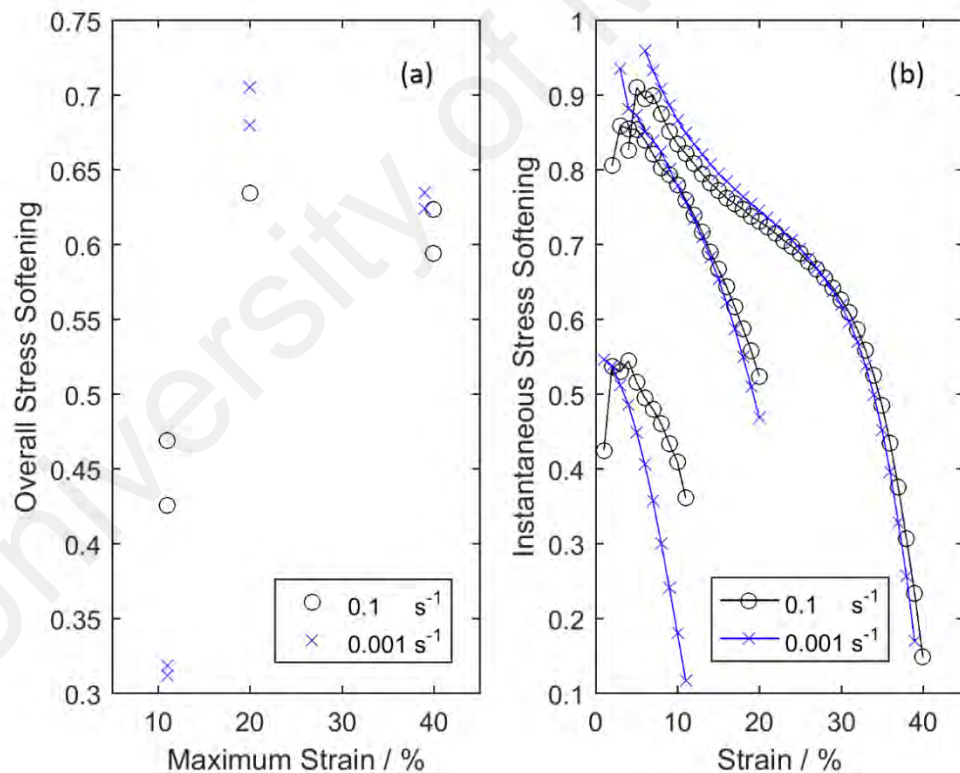 University of M
(a)
0.75
0.7
0.65
0.6
0.55
0.5
0.45
0.4
0.35
0.3
Overall Stress Softening
10 20 30 40
Maximum Strain / %
0.1 s-1
0.001 s-1
(b)
1
0.9
0.8
0.7
0.6
0.5
0.4
0.3
0.2
0.1
Instantaneous Stress Softening
0 10 20 30 40
Strain / %
0.1 s-1
0.001 s-1